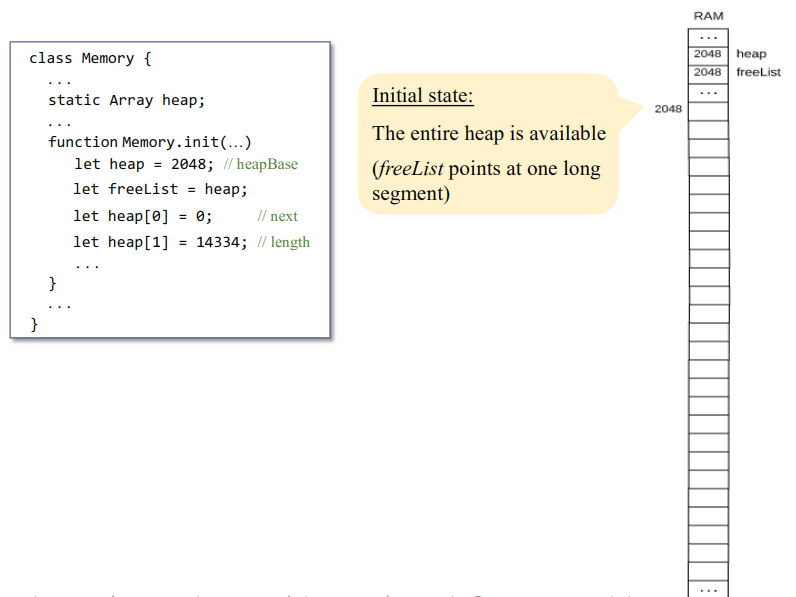 class Memory {
...
static Array heap;
...
function Memory.init(...)
let heap = 2048; // heapBase
let freeList = heap;
let heap[0] = 0; // next
let heap[1] = 14334; // length
...
}
...
}
Initial state:
The entire heap is available
(freeList points at one long
segment)
RAM
...
2048 heap
2048 freeList
...
2048
...